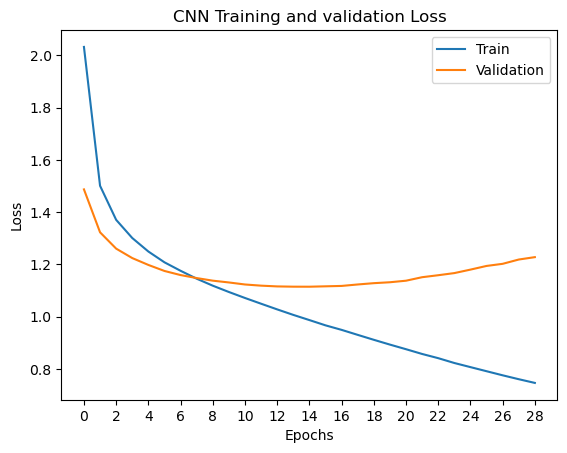 CNN Training and validation Loss
Train
Validation
Loss
2.0
1.8
1.6
1.4
1.2
1.0
0.8
0 2 4 6 8 10 12 14 16 18 20 22 24 26 28
Epochs